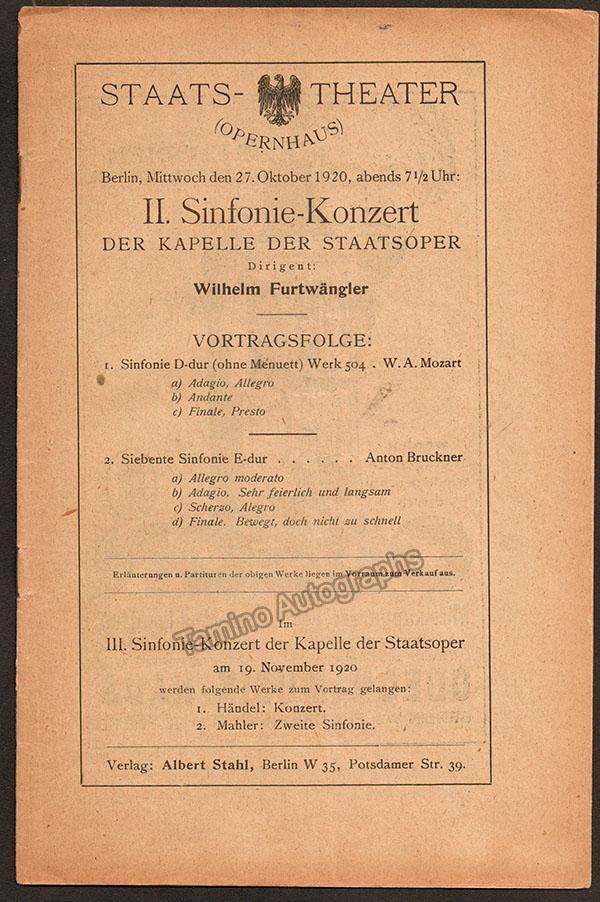 STAATS- THEATER
(OPERNHAUS)
Berlin, Mittwoch den 27. Oktober 1920, abends 7 1/2 Uhr:
II. Sinfonie-Konzert
DER KAPELLE DER STAATSOPER
Dirigent:
Wilhelm Furtwängler
VORTRAGSFOLGE:
1. Sinfonie D-dur (ohne Menuett) Werk 504 . W. A. Mozart
a) Adagio, Allegro
b) Andante
c) Finale, Presto
2. Siebente Sinfonie E-dur . . . . . . Anton Bruckner
a) Allegro moderato
b) Adagio. Sehr feierlich und langsam
c) Scherzo, Alegro
d) Finale. Bewegt, doch nicht zu schnell
Erläuterungen u. Partituren der obigen Werke liegen im Vorraum zum Verkauf aus.
Tamino Autographs
Im
III. Sinfonie-Konzert der Kapelle der Staatsoper
am 19. November 1920
werden folgende Werke zum Vortrag gelangen:
1. Händel: Konzert.
2. Mahler: Zweite Sinfonie.
Verlag: Albert Stahl, Berlin W 35, Potsdamer Str. 39.